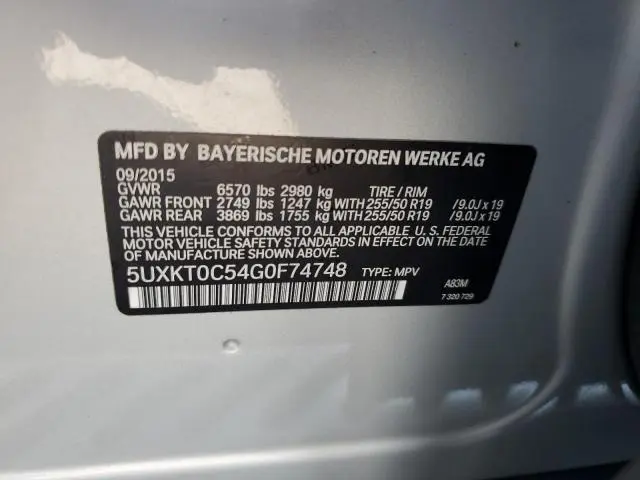 MFD BY BAYERISCHE MOTOREN WERKE AG
09/2015
GVWR 6570 lbs 2980 kg TIRE / RIM
GAWR FRONT 2749 lbs 1247 kg WITH 255/50 R19 /9.0J x 19
GAWR REAR 3869 lbs 1755 kg WITH 255/50 R19 /9.0J x 19
THIS VEHICLE CONFORMS TO ALL APPLICABLE U. S. FEDERAL
MOTOR VEHICLE SAFETY STANDARDS IN EFFECT ON THE
DATE OF MANUFACTURE SHOWN ABOVE.
5UXKT0C54G0F74748 TYPE: MPV
A83M
7 320 729